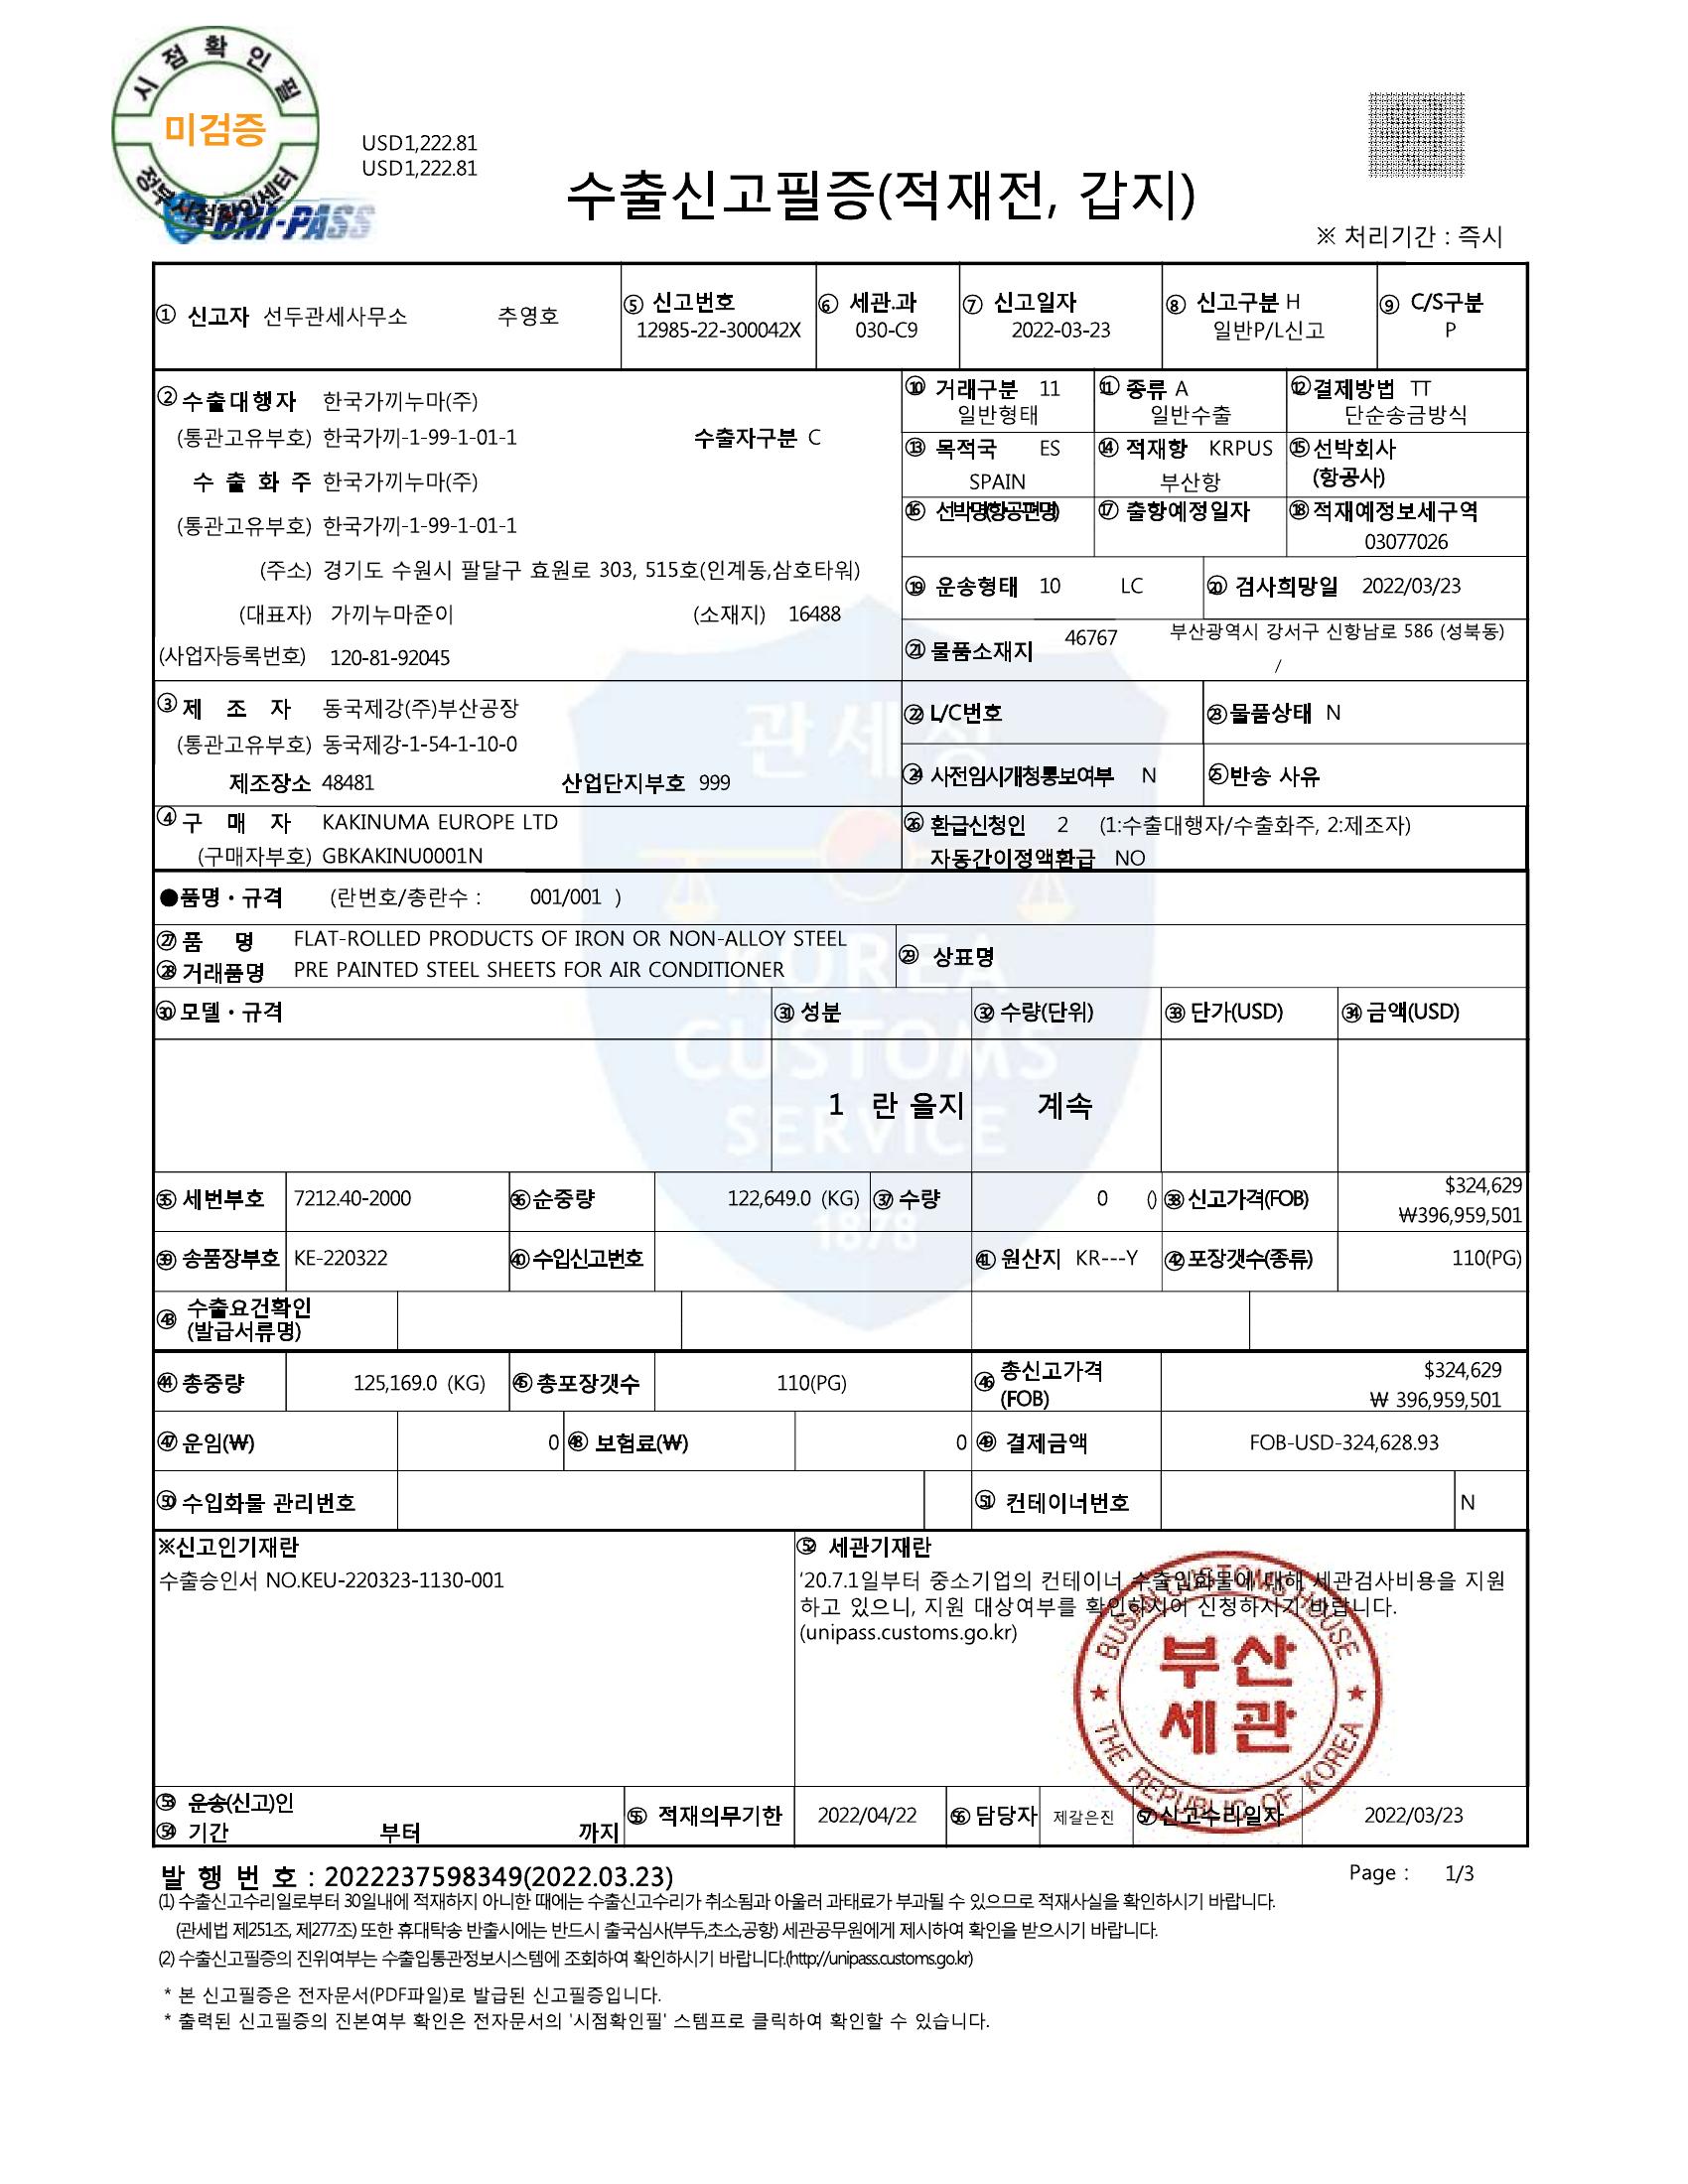 시점확인필
미검증
정부시점확인센터
UNI-PASS
USD1,222.81
USD1,222.81
수출신고필증(적재전, 갑지)
※ 처리기간 : 즉시
① 신고자 선두관세사무소 추영호
⑤ 신고번호
12985-22-300042X
⑥ 세관.과
030-C9
⑦ 신고일자
2022-03-23
⑧ 신고구분 H
일반P/L신고
⑨ C/S구분
P
② 수출대행자 한국가끼누마(주)
(통관고유부호) 한국가끼-1-99-1-01-1 수출자구분 C
수 출 화 주 한국가끼누마(주)
(통관고유부호) 한국가끼-1-99-1-01-1
(주소) 경기도 수원시 팔달구 효원로 303, 515호(인계동,삼호타워)
(대표자) 가끼누마준이 (소재지) 16488
(사업자등록번호) 120-81-92045
⑩ 거래구분 11
일반형태
⑪ 종류 A
일반수출
⑫ 결제방법 TT
단순송금방식
⑬ 목적국 ES
SPAIN
⑭ 적재항 KRPUS
부산항
⑮ 선박회사
(항공사)
⑯ 선박명(항공편명)
⑰ 출항예정일자
⑱ 적재예정보세구역
03077026
⑲ 운송형태 10 LC
⑳ 검사희망일 2022/03/23
㉑ 물품소재지 46767 부산광역시 강서구 신항남로 586 (성북동)
/
③ 제 조 자 동국제강(주)부산공장
(통관고유부호) 동국제강-1-54-1-10-0
제조장소 48481 산업단지부호 999
㉒ L/C번호
㉓ 물품상태 N
㉔ 사전임시개청통보여부 N
㉕ 반송 사유
④ 구 매 자 KAKINUMA EUROPE LTD
(구매자부호) GBKAKINU0001N
㉖ 환급신청인 2 (1:수출대행자/수출화주, 2:제조자)
자동간이정액환급 NO
●품명・규격 (란번호/총란수 : 001/001 )
㉗ 품 명 FLAT-ROLLED PRODUCTS OF IRON OR NON-ALLOY STEEL
㉘ 거래품명 PRE PAINTED STEEL SHEETS FOR AIR CONDITIONER
㉙ 상표명
㉚ 모델・규격 ㉛ 성분 ㉜ 수량(단위) ㉝ 단가(USD) ㉞ 금액(USD)
1 란 을지 계속
관세청
KOREA
CUSTOMS
SERVICE
1878
㉟ 세번부호 7212.40-2000 ㊱ 순중량 122,649.0 (KG) ㊲ 수량 0 () ㊳ 신고가격(FOB) $324,629
₩396,959,501
㊴ 송품장부호 KE-220322 ㊵ 수입신고번호 ㊶ 원산지 KR---Y ㊷ 포장갯수(종류) 110(PG)
㊸ 수출요건확인
(발급서류명)
㊹ 총중량 125,169.0 (KG) ㊺ 총포장갯수 110(PG) ㊻ 총신고가격
(FOB) $324,629
₩ 396,959,501
㊼ 운임(₩) 0 ㊽ 보험료(₩) 0 ㊾ 결제금액 FOB-USD-324,628.93
㊿ 수입화물 관리번호 51 컨테이너번호 N
※신고인기재란
수출승인서 NO.KEU-220323-1130-001
52 세관기재란
'20.7.1일부터 중소기업의 컨테이너 수출입화물에 대해 세관검사비용을 지원
하고 있으니, 지원 대상여부를 확인하시어 신청하시기 바랍니다.
(unipass.customs.go.kr)
BUSAN CUSTOMS HOUSE
부산
세관
THE REPUBLIC OF KOREA
53 운송(신고)인
54 기간 부터 까지
55 적재의무기한 2022/04/22 56 담당자 제갈은진 57 신고수리일자 2022/03/23
발 행 번 호 : 2022237598349(2022.03.23)
Page : 1/3
(1) 수출신고수리일로부터 30일내에 적재하지 아니한 때에는 수출신고수리가 취소됨과 아울러 과태료가 부과될 수 있으므로 적재사실을 확인하시기 바랍니다.
(관세법 제251조, 제277조) 또한 휴대탁송 반출시에는 반드시 출국심사(부두,초소,공항) 세관공무원에게 제시하여 확인을 받으시기 바랍니다.
(2) 수출신고필증의 진위여부는 수출입통관정보시스템에 조회하여 확인하시기 바랍니다.(http://unipass.customs.go.kr)
* 본 신고필증은 전자문서(PDF파일)로 발급된 신고필증입니다.
* 출력된 신고필증의 진본여부 확인은 전자문서의 '시점확인필' 스템프로 클릭하여 확인할 수 있습니다.